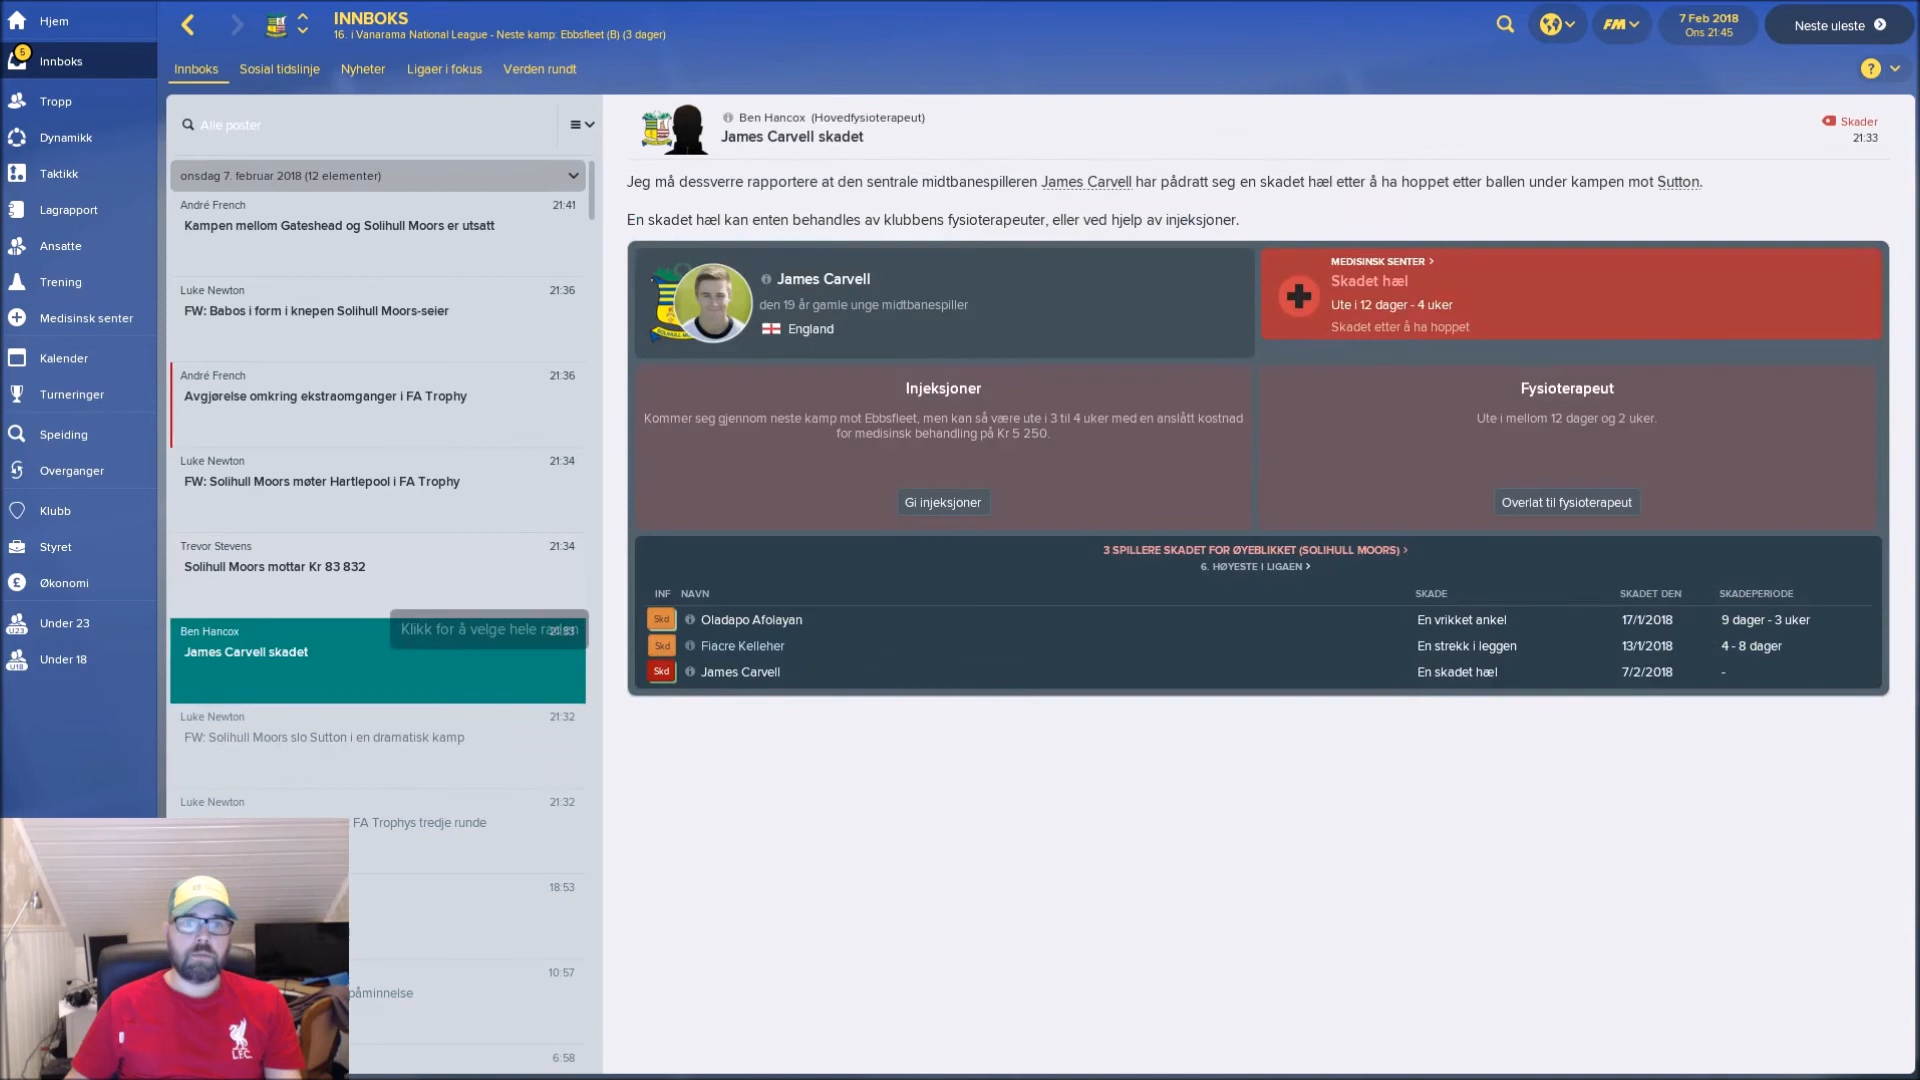 Hjem
5
Innboks
Tropp
Dynamikk
Taktikk
Lagrapport
Ansatte
Trening
Medisinsk senter
Kalender
Turneringer
Speiding
Overganger
Klubb
Styret
Økonomi
U23
Under 23
U18
Under 18
INNBOKS
16. i Vanarama National League - Neste kamp: Ebbsfleet (B) (3 dager)
FM
7 Feb 2018
Ons 21:45
Neste uleste
Innboks
Sosial tidslinje
Nyheter
Ligaer i fokus
Verden rundt
?
Alle poster
onsdag 7. februar 2018 (12 elementer)
André French 21:41
Kampen mellom Gateshead og Solihull Moors er utsatt
Luke Newton 21:36
FW: Babos i form i knepen Solihull Moors-seier
André French 21:36
Avgjørelse omkring ekstraomganger i FA Trophy
Luke Newton 21:34
FW: Solihull Moors møter Hartlepool i FA Trophy
Trevor Stevens 21:34
Solihull Moors mottar Kr 83 832
Ben Hancox 21:33
Klikk for å velge hele raden
James Carvell skadet
Luke Newton 21:32
FW: Solihull Moors slo Sutton i en dramatisk kamp
Luke Newton 21:32
FA Trophys tredje runde
18:53
10:57
påminnelse
6:58
L.F.C.
Ben Hancox (Hovedfysioterapeut)
James Carvell skadet
Skader
21:33
Jeg må dessverre rapportere at den sentrale midtbanespilleren James Carvell har pådratt seg en skadet hæl etter å ha hoppet etter ballen under kampen mot Sutton.
En skadet hæl kan enten behandles av klubbens fysioterapeuter, eller ved hjelp av injeksjoner.
SOLIHULL MOORS
James Carvell
den 19 år gamle unge midtbanespiller
England
MEDISINSK SENTER >
Skadet hæl
Ute i 12 dager - 4 uker
Skadet etter å ha hoppet
Injeksjoner
Kommer seg gjennom neste kamp mot Ebbsfleet, men kan så være ute i 3 til 4 uker med en anslått kostnad
for medisinsk behandling på Kr 5 250.
Gi injeksjoner
Fysioterapeut
Ute i mellom 12 dager og 2 uker.
Overlat til fysioterapeut
3 SPILLERE SKADET FOR ØYEBLIKKET (SOLIHULL MOORS) >
6. HØYESTE I LIGAEN >
INF NAVN SKADE SKADET DEN SKADEPERIODE
Skd Oladapo Afolayan En vrikket ankel 17/1/2018 9 dager - 3 uker
Skd Fiacre Kelleher En strekk i leggen 13/1/2018 4 - 8 dager
Skd James Carvell En skadet hæl 7/2/2018 -